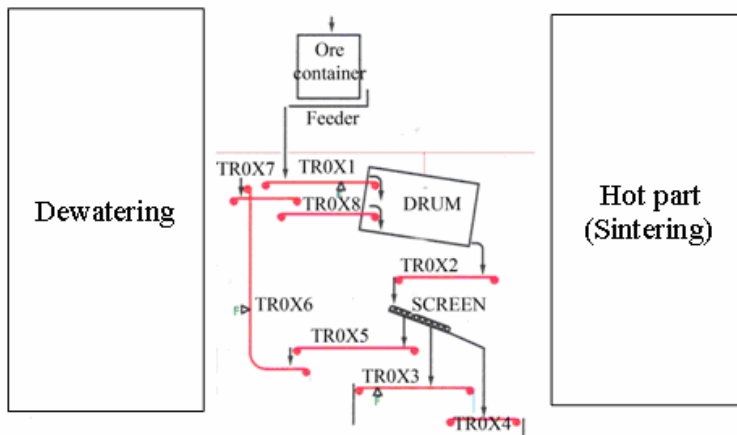 Ore
container
Feeder
TR0X1
TR0X7
TR0X8
DRUM
Dewatering
Hot part
(Sintering)
TR0X2
F
TR0X6
SCREEN
TR0X5
TR0X3
F
TR0X4